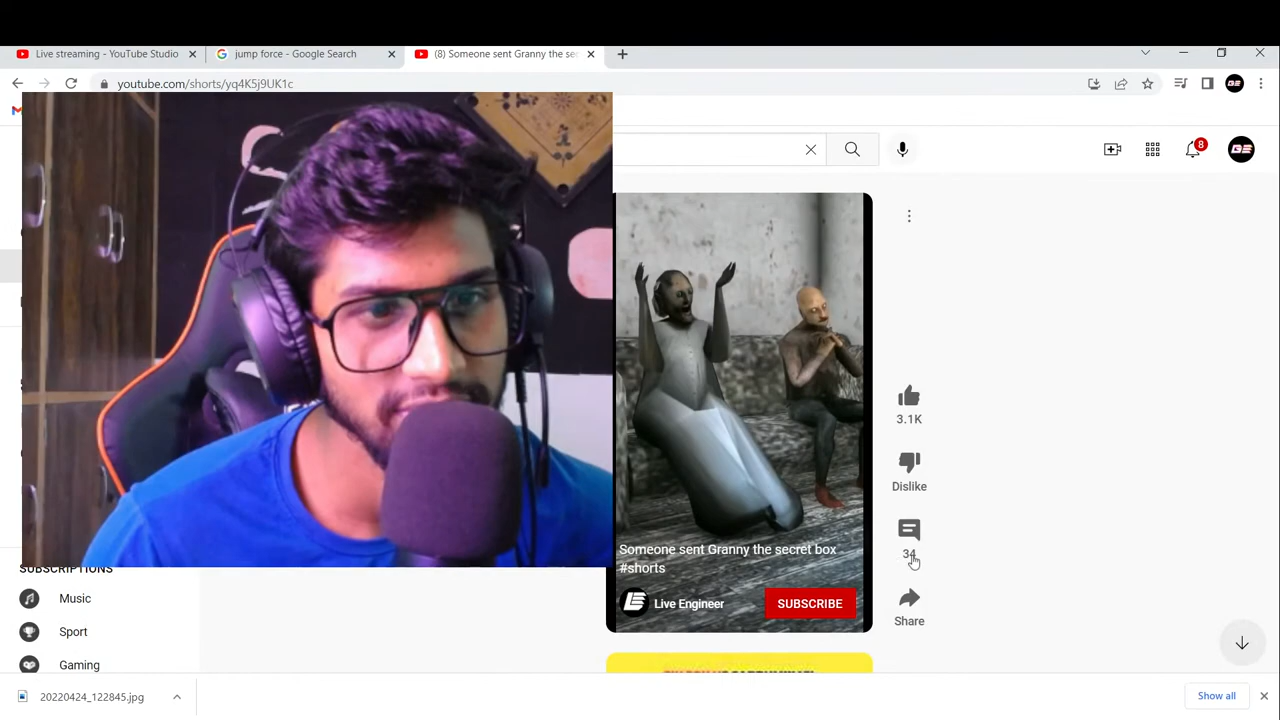 Live streaming - YouTube Studio
jump force - Google Search
(8) Someone sent Granny the se
youtube.com/shorts/yq4K5j9UK1c
8
GE
3.1K
Dislike
34
Share
Someone sent Granny the secret box
#shorts
Live Engineer
SUBSCRIBE
SUBSCRIPTIONS
Music
Sport
Gaming
20220424_122845.jpg
Show all